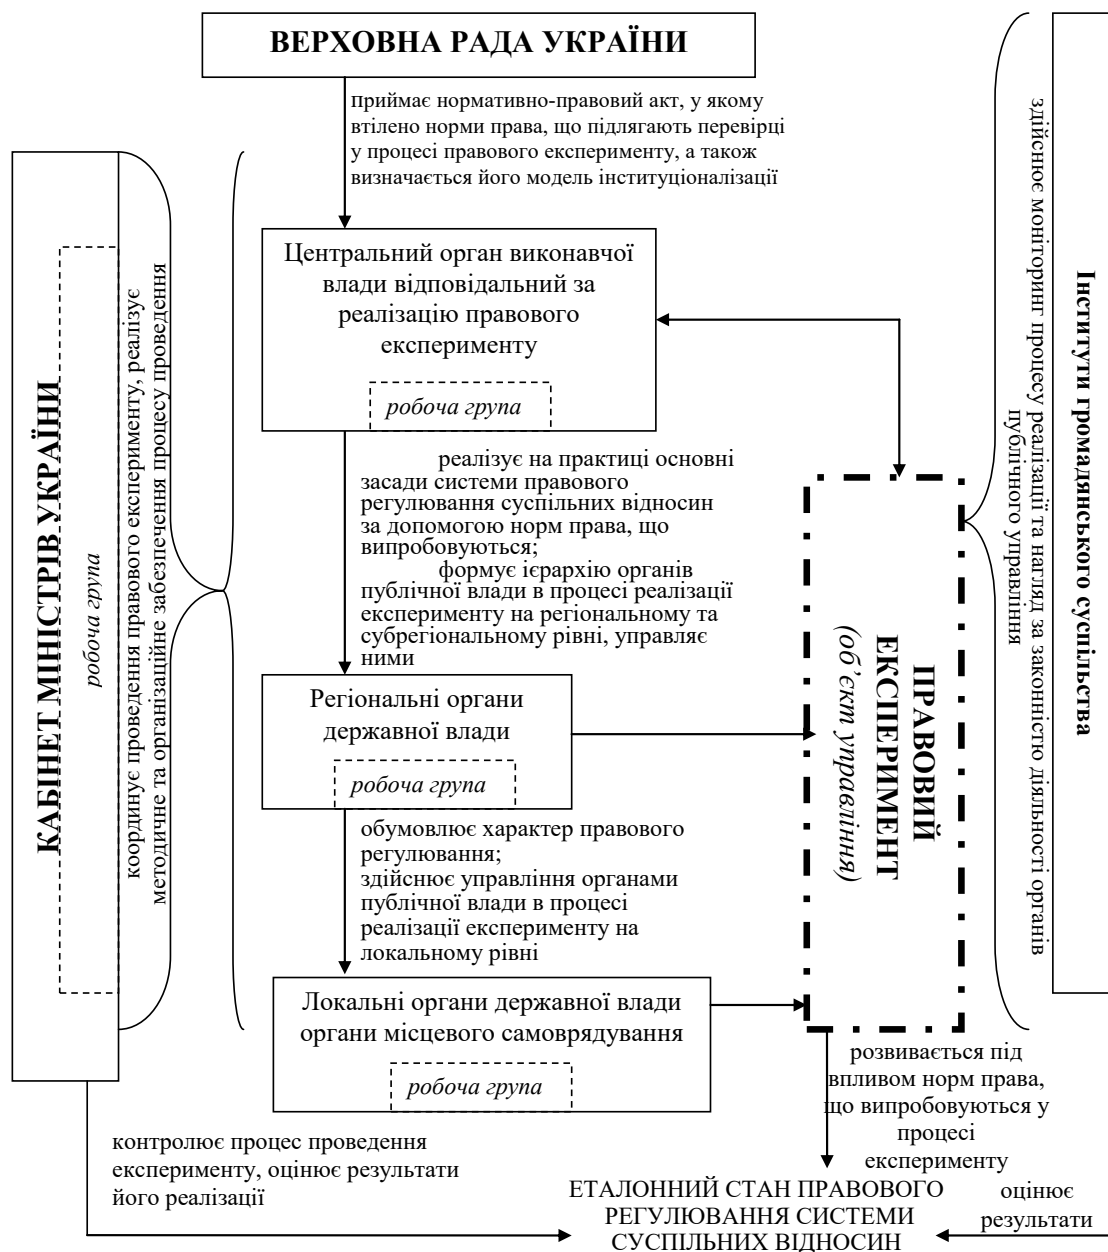 ВЕРХОВНА РАДА УКРАЇНИ
приймає нормативно-правовий акт, у якому
втілено норми права, що підлягають перевірці
у процесі правового експерименту, а також
визначається його модель інституціоналізації
КАБІНЕТ МІНІСТРІВ УКРАЇНИ
робоча група
координує проведення правового експерименту, реалізує
методичне та організаційне забезпечення процесу проведення
Центральний орган виконавчої
влади відповідальний за
реалізацію правового
експерименту
робоча група
реалізує на практиці основні
засади системи правового
регулювання суспільних відносин
за допомогою норм права, що
випробовуються;
формує ієрархію органів
публічної влади в процесі реалізації
експерименту на регіональному та
субрегіональному рівні, управляє
ними
Регіональні органи
державної влади
робоча група
обумовлює характер правового
регулювання;
здійснює управління органами
публічної влади в процесі
реалізації експерименту на
локальному рівні
Локальні органи державної влади
органи місцевого самоврядування
робоча група
ПРАВОВИЙ
ЕКСПЕРИМЕНТ
(об’єкт управління)
здійснює моніторинг процесу реалізації та нагляд за законністю діяльності органів
публічного управління
Інститути громадянського суспільства
розвивається під
впливом норм права,
що випробовуються у
процесі
експерименту
контролює процес проведення
експерименту, оцінює результати
його реалізації
ЕТАЛОННИЙ СТАН ПРАВОВОГО
РЕГУЛЮВАННЯ СИСТЕМИ
СУСПІЛЬНИХ ВІДНОСИН
оцінює
результати